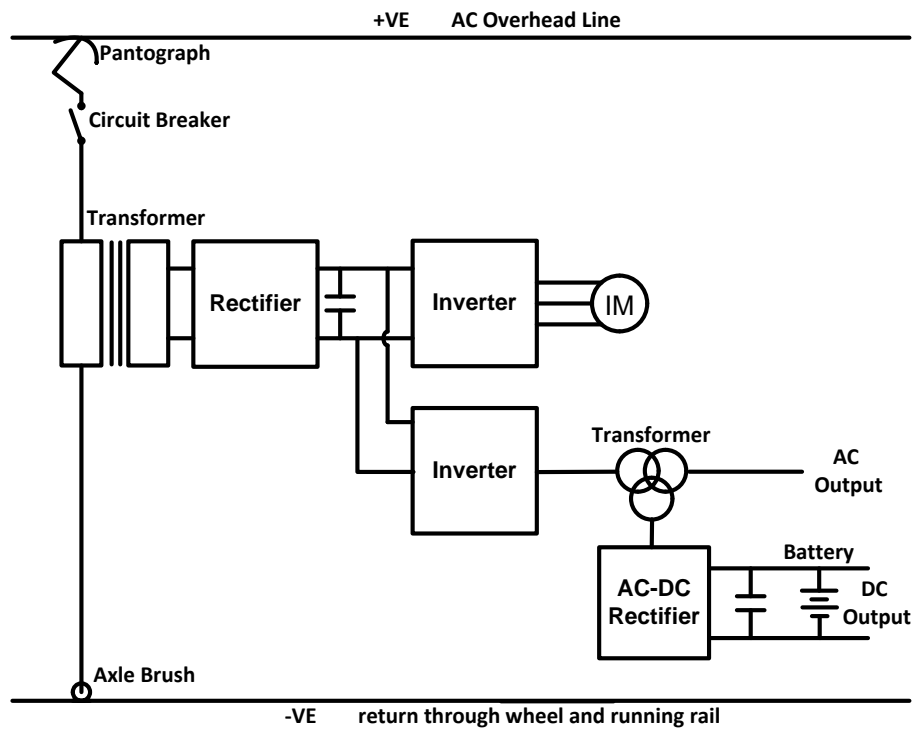 +VE AC Overhead Line
Pantograph
Circuit Breaker
Transformer
Rectifier
Inverter
IM
Inverter
Transformer
AC
Output
AC-DC
Rectifier
Battery
DC
Output
Axle Brush
-VE return through wheel and running rail